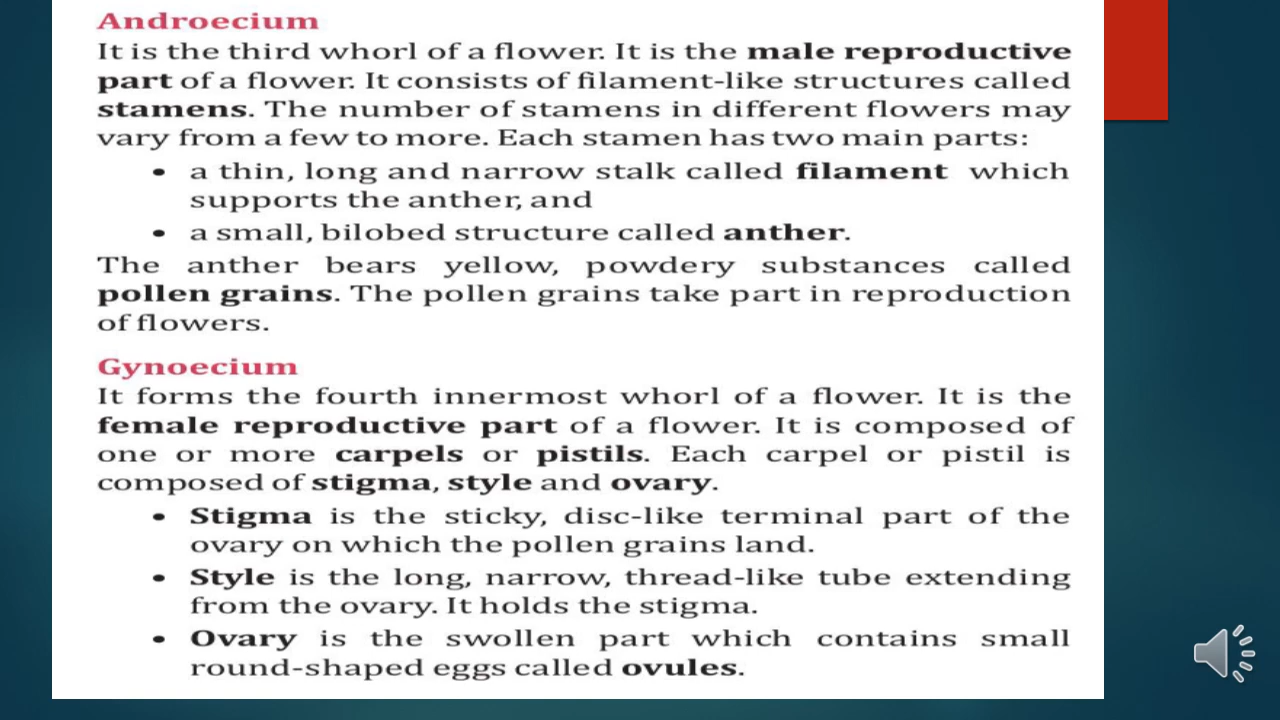 Androecium
It is the third whorl of a flower. It is the male reproductive
part of a flower. It consists of filament-like structures called
stamens. The number of stamens in different flowers may
vary from a few to more. Each stamen has two main parts:
• a thin, long and narrow stalk called filament which
supports the anther, and
• a small, bilobed structure called anther.
The anther bears yellow, powdery substances called
pollen grains. The pollen grains take part in reproduction
of flowers.
Gynoecium
It forms the fourth innermost whorl of a flower. It is the
female reproductive part of a flower. It is composed of
one or more carpels or pistils. Each carpel or pistil is
composed of stigma, style and ovary.
• Stigma is the sticky, disc-like terminal part of the
ovary on which the pollen grains land.
• Style is the long, narrow, thread-like tube extending
from the ovary. It holds the stigma.
• Ovary is the swollen part which contains small
round-shaped eggs called ovules.